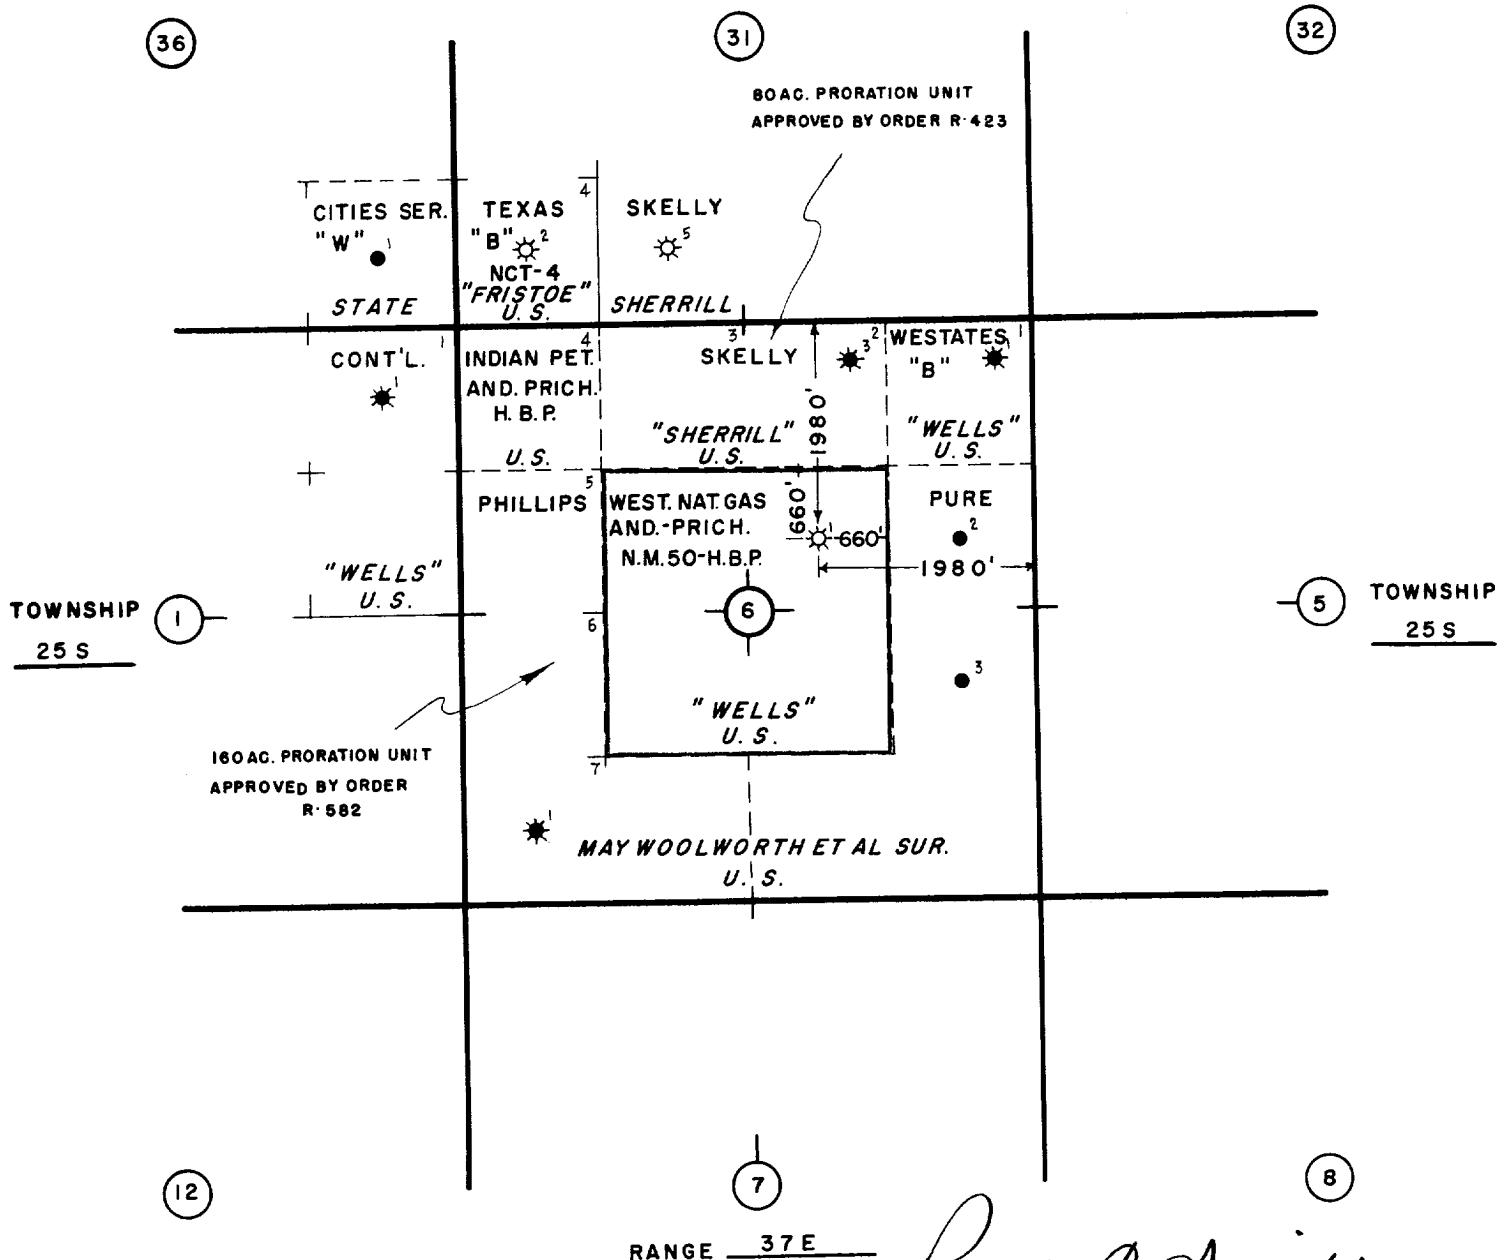 36
31
32
80 AC. PRORATION UNIT
APPROVED BY ORDER R-423
4
CITIES SER.
"W" 1
STATE
TEXAS
"B" 2
NCT-4
"FRISTOE"
U.S.
SKELLY
5
SHERRILL
CONT'L.
1
1
4
INDIAN PET.
AND. PRICH.
H.B.P.
U.S.
3
SKELLY
3 2
"SHERRILL"
U.S.
1980'
WESTATES
1
"B"
"WELLS"
U.S.
5
PHILLIPS
WEST. NAT. GAS
AND.-PRICH.
N.M.50-H.B.P.
660'
1
660'
1980'
PURE
2
"WELLS"
U.S.
TOWNSHIP
25 S
1
6
6
5
TOWNSHIP
25 S
3
"WELLS"
U.S.
7
160 AC. PRORATION UNIT
APPROVED BY ORDER
R-582
1
MAY WOOLWORTH ET AL SUR.
U.S.
12
7
8
RANGE 37 E